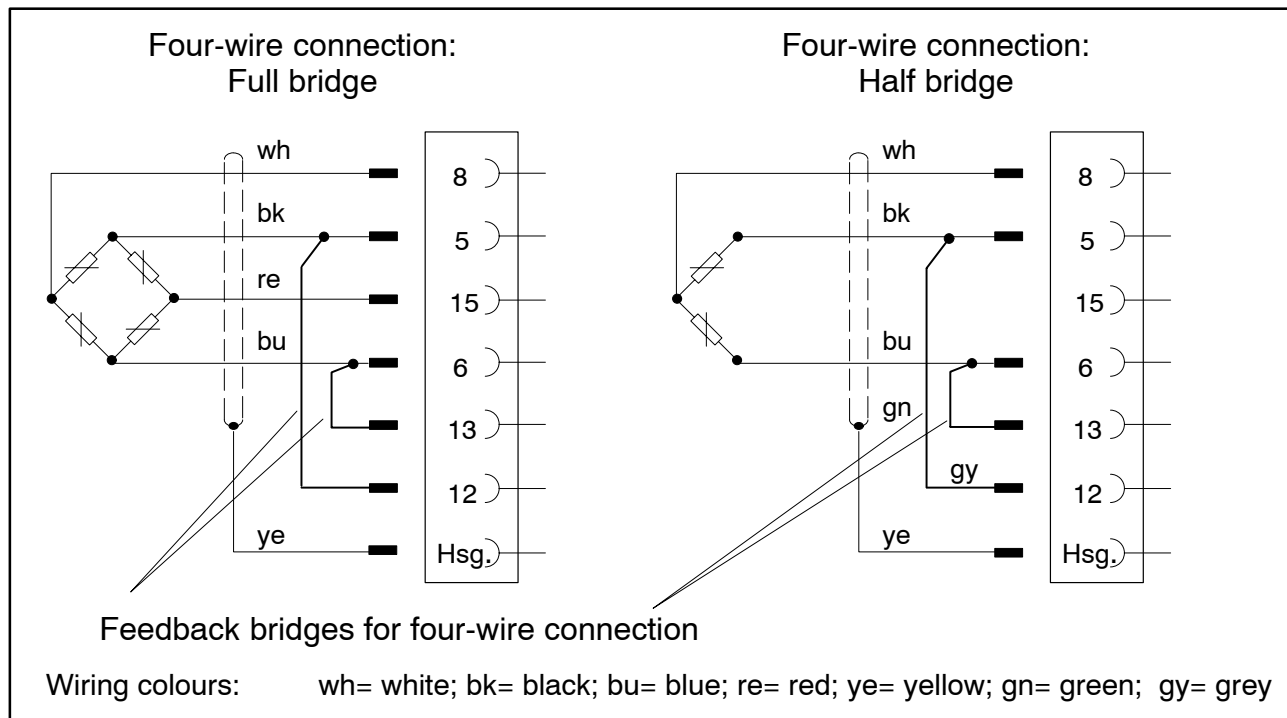 Four-wire connection:
Full bridge
wh
bk
re
bu
ye
8
5
15
6
13
12
Hsg.
Four-wire connection:
Half bridge
wh
bk
bu
gn
gy
ye
8
5
15
6
13
12
Hsg.
Feedback bridges for four-wire connection
Wiring colours: wh= white; bk= black; bu= blue; re= red; ye= yellow; gn= green; gy= grey